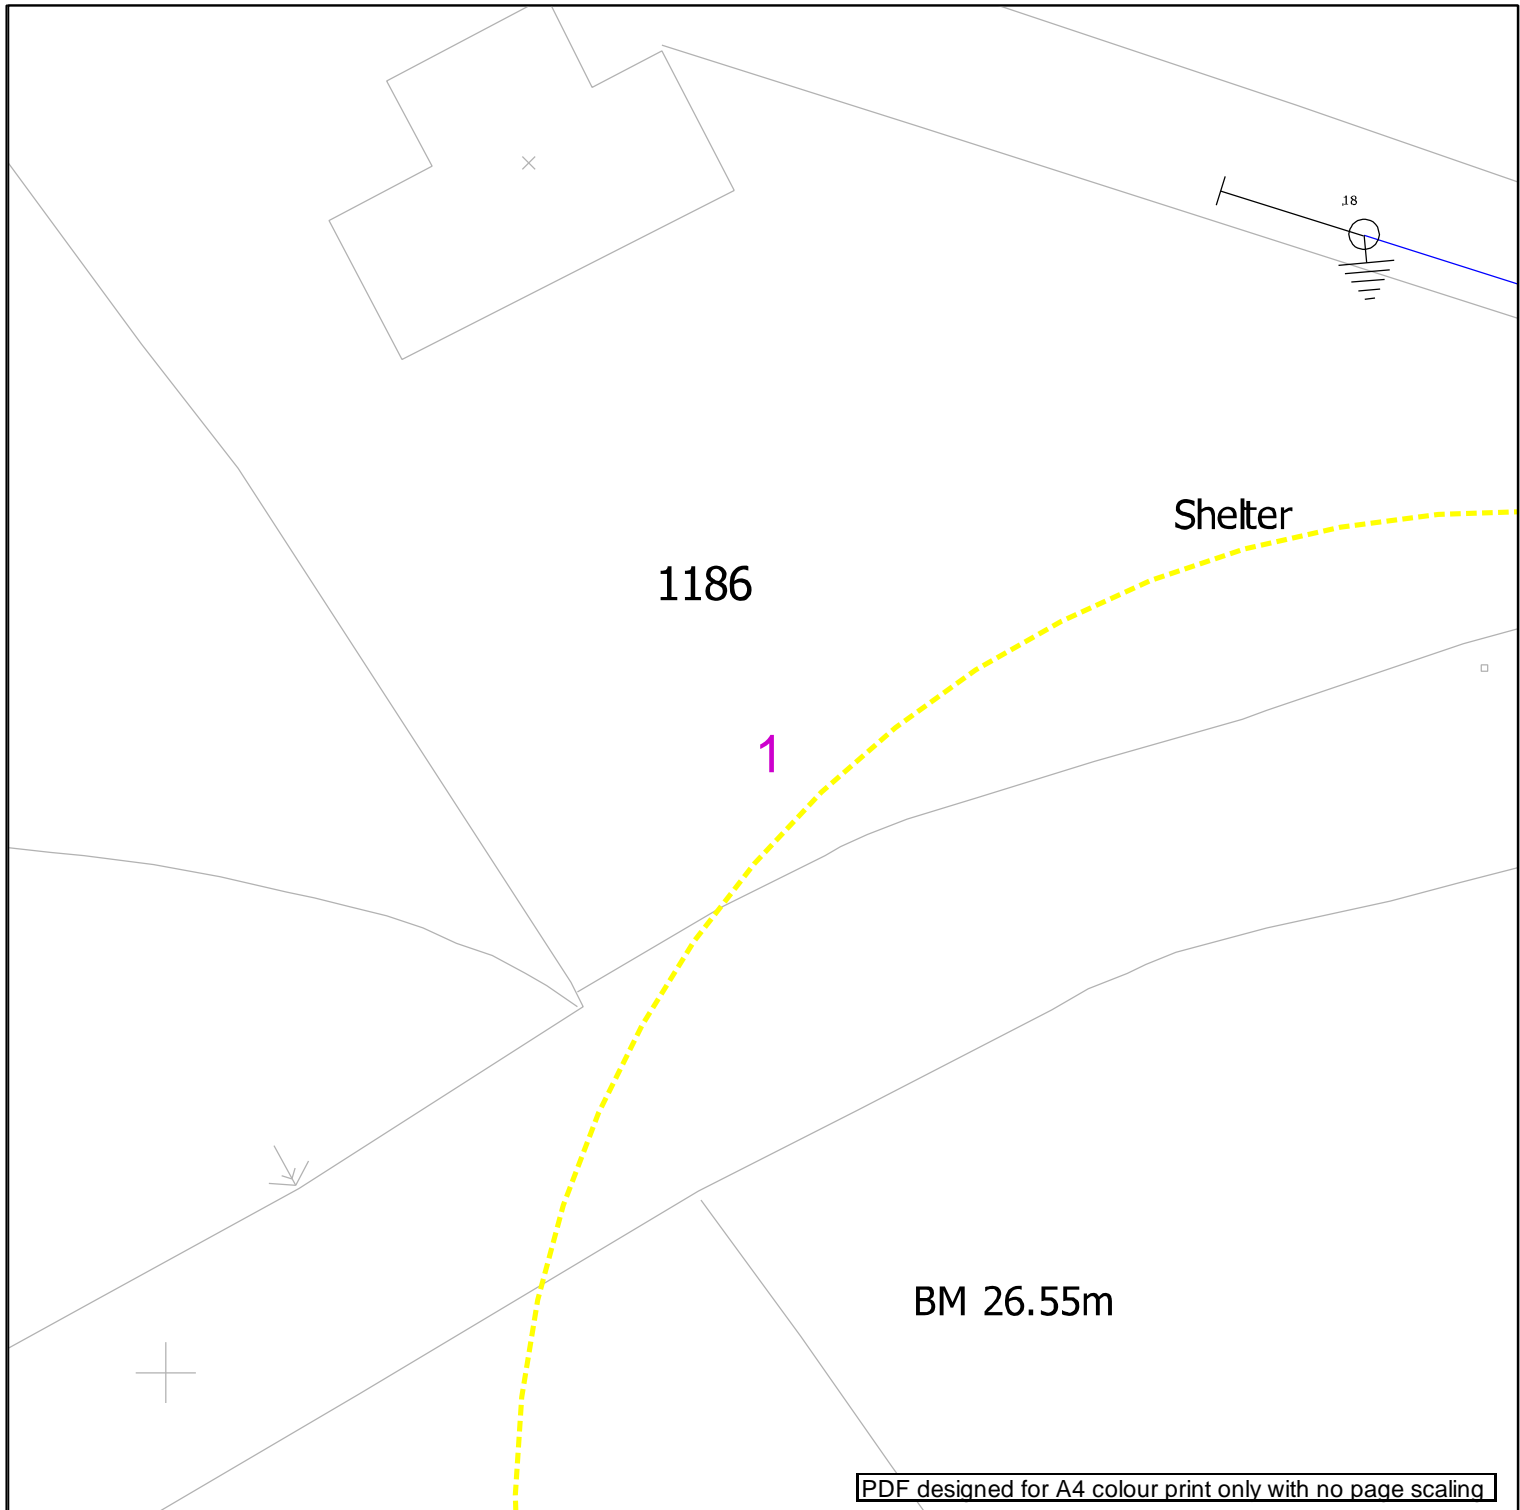 .18
Shelter
1186
1
BM 26.55m
PDF designed for A4 colour print only with no page scaling